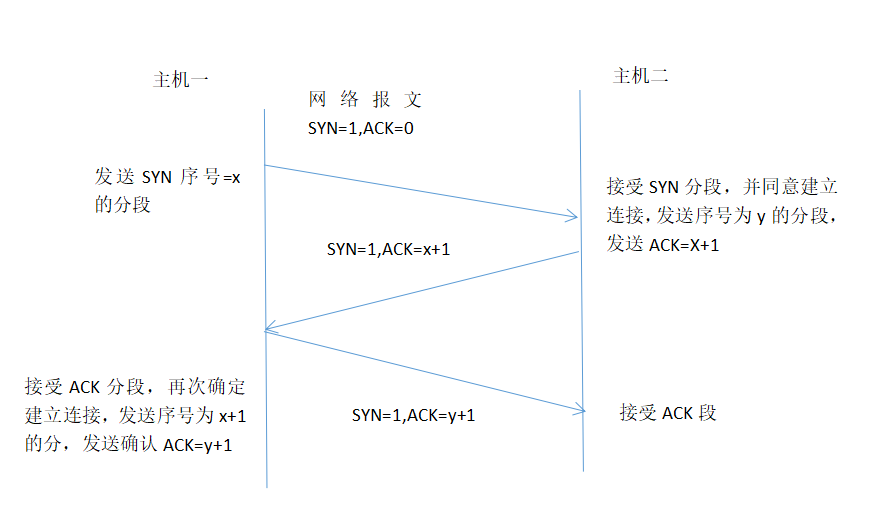 主机一
主机二
网络报文
SYN=1,ACK=0
发送 SYN 序号=x
的分段
接受 SYN 分段，并同意建立
连接，发送序号为 y 的分段，
发送 ACK=X+1
SYN=1,ACK=x+1
接受 ACK 分段，再次确定
建立连接，发送序号为 x+1
的分，发送确认 ACK=y+1
SYN=1,ACK=y+1
接受 ACK 段